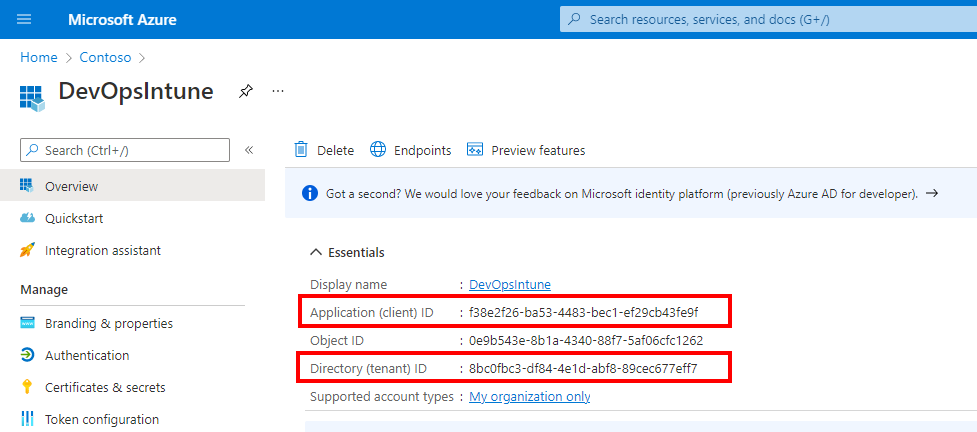 Microsoft Azure
Search resources, services, and docs (G+/)
Home > Contoso >
DevOpsIntune ...
Search (Ctrl+/) «
Overview
Quickstart
Integration assistant
Manage
Branding & properties
Authentication
Certificates & secrets
Token configuration
Delete Endpoints Preview features
Got a second? We would love your feedback on Microsoft identity platform (previously Azure AD for developer). →
Essentials
Display name : DevOpsIntune
Application (client) ID : f38e2f26-ba53-4483-bec1-ef29cb43fe9f
Object ID : 0e9b543e-8b1a-4340-88f7-5af06cfc1262
Directory (tenant) ID : 8bc0fbc3-df84-4e1d-abf8-89cec677eff7
Supported account types : My organization only